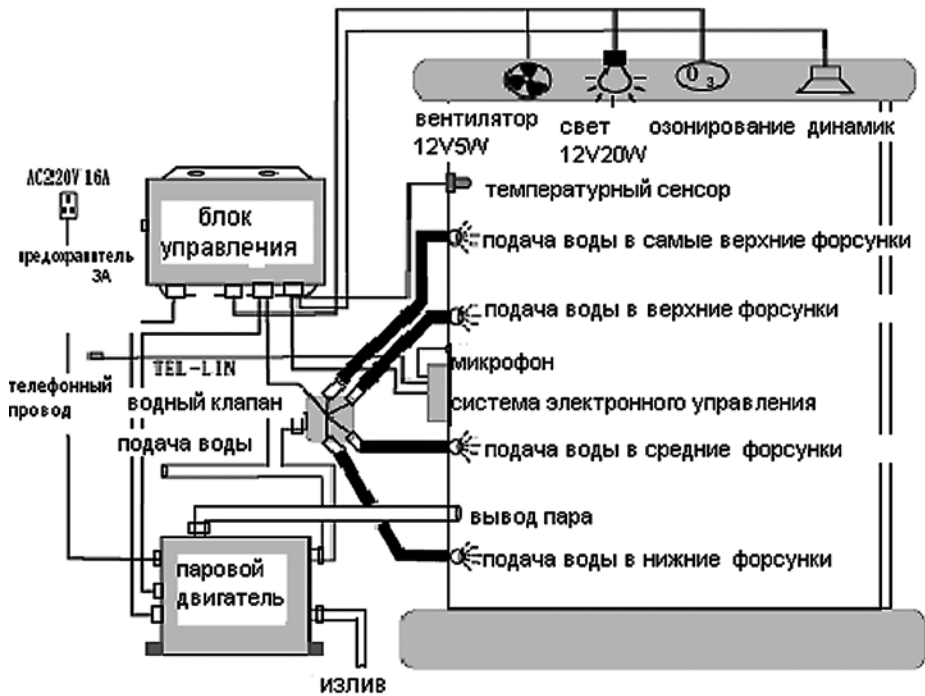 вентилятор
12V5W
свет
12V20W
O3
озонирование
динамик
AC220V 16A
предохранитель
3А
блок
управления
температурный сенсор
подача воды в самые верхние форсунки
подача воды в верхние форсунки
микрофон
система электронного управления
TEL-LIN
телефонный
провод
водный клапан
подача воды
подача воды в средние форсунки
вывод пара
подача воды в нижние форсунки
паровой
двигатель
излив